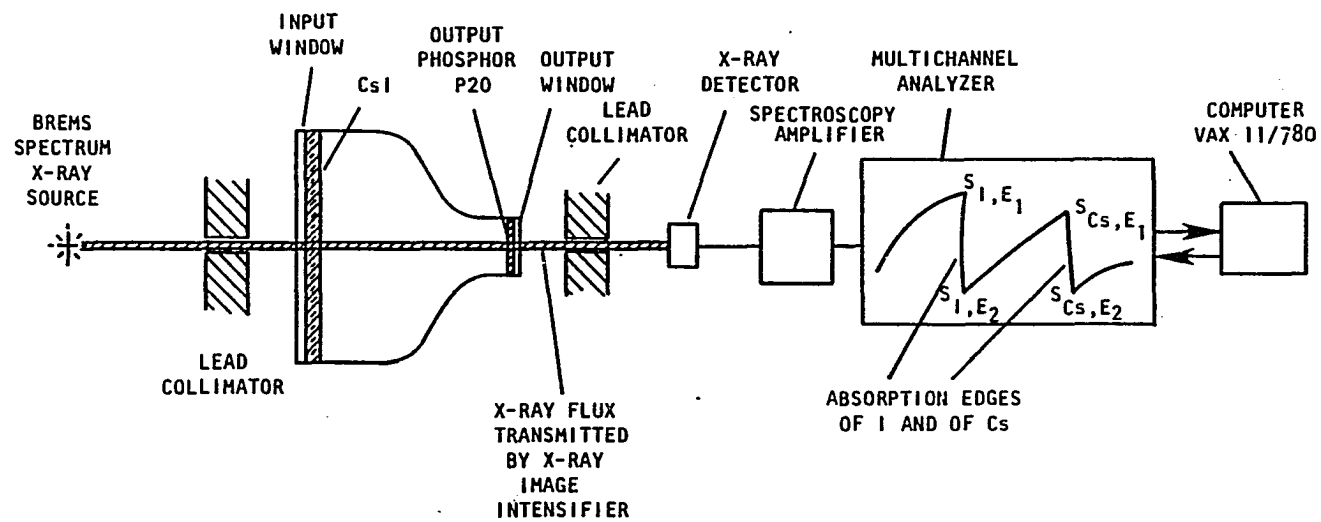 BREMS
SPECTRUM
X-RAY
SOURCE
LEAD
COLLIMATOR
INPUT
WINDOW
CsI
OUTPUT
PHOSPHOR
P20
OUTPUT
WINDOW
LEAD
COLLIMATOR
X-RAY FLUX
TRANSMITTED
BY X-RAY
IMAGE
INTENSIFIER
X-RAY
DETECTOR
SPECTROSCOPY
AMPLIFIER
MULTICHANNEL
ANALYZER
S I,E1
S Cs,E1
S I,E2
S Cs,E2
ABSORPTION EDGES
OF I AND OF Cs
COMPUTER
VAX 11/780